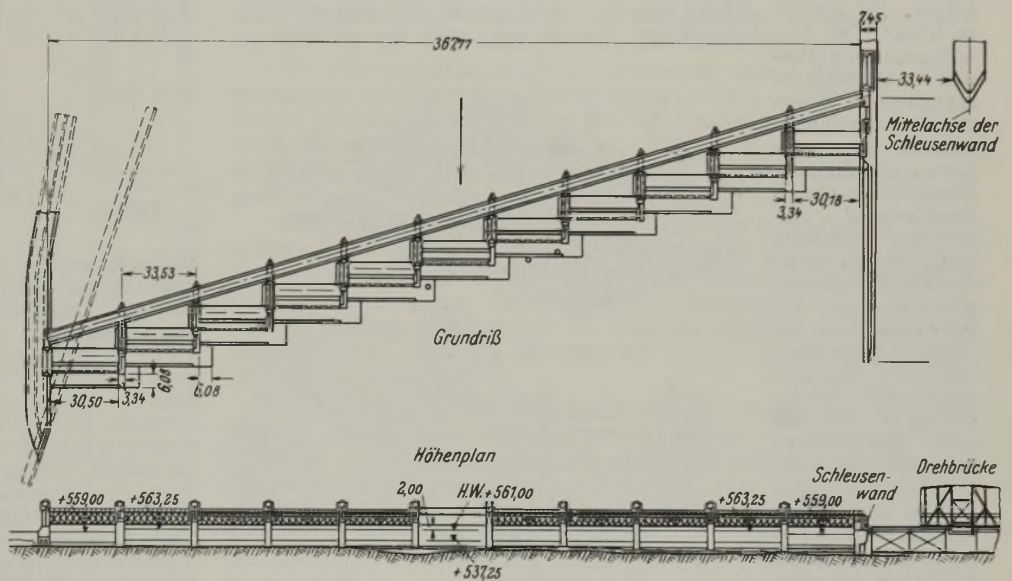 367,77
7,45
33,44
Mittelachse der
Schleusenwand
33,53
3,34
30,78
Grundriß
6,08
6,08
30,50
3,34
Höhenplan
Schleusen-
wand
Drehbrücke
+559,00
+563,25
2,00
H.W.+561,00
+563,25
+559,00
+537,25